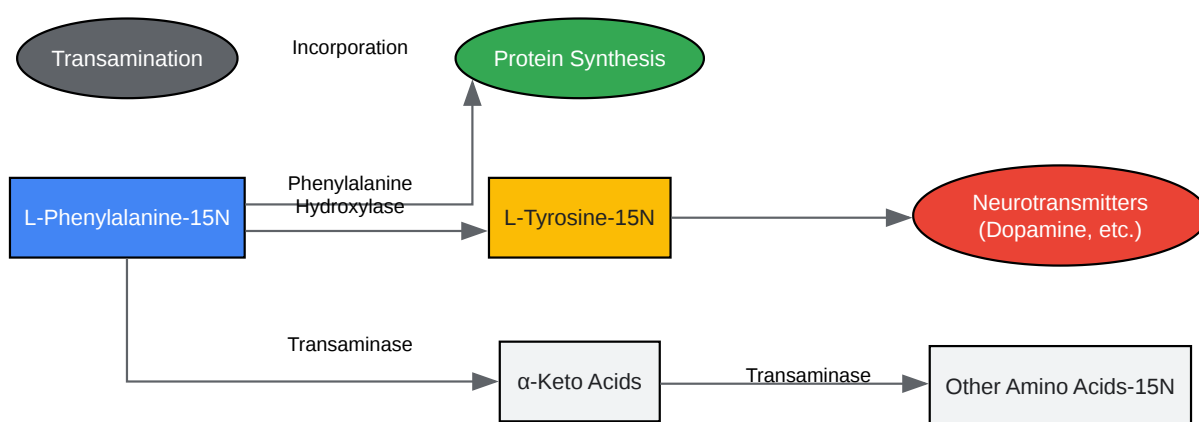 Transamination
Incorporation
Protein Synthesis
L-Phenylalanine-15N
Phenylalanine
Hydroxylase
L-Tyrosine-15N
Neurotransmitters
(Dopamine, etc.)
Transaminase
α-Keto Acids
Transaminase
Other Amino Acids-15N